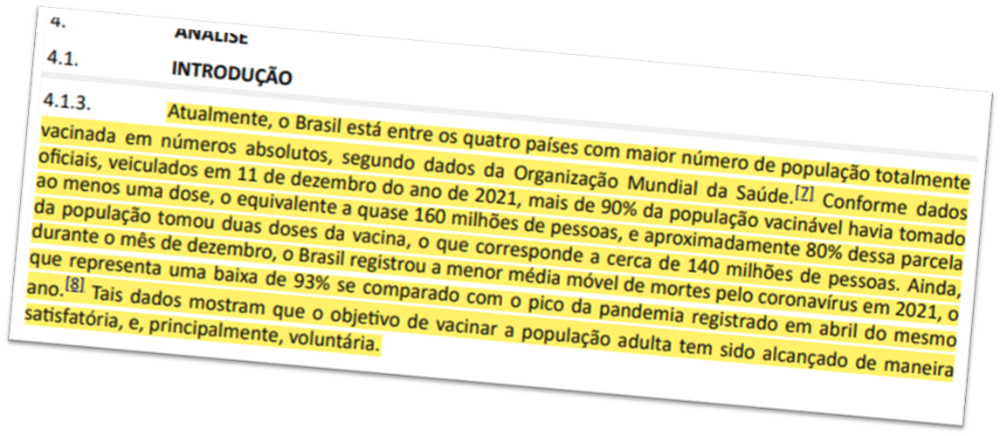 4. ANÁLISE
4.1. INTRODUÇÃO
4.1.3. Atualmente, o Brasil está entre os quatro países com maior número de população totalmente
vacinada em números absolutos, segundo dados da Organização Mundial da Saúde.[7] Conforme dados
oficiais, veiculados em 11 de dezembro do ano de 2021, mais de 90% da população vacinável havia tomado
ao menos uma dose, o equivalente a quase 160 milhões de pessoas, e aproximadamente 80% dessa parcela
da população tomou duas doses da vacina, o que corresponde a cerca de 140 milhões de pessoas. Ainda,
durante o mês de dezembro, o Brasil registrou a menor média móvel de mortes pelo coronavírus em 2021, o
que representa uma baixa de 93% se comparado com o pico da pandemia registrado em abril do mesmo
ano.[8] Tais dados mostram que o objetivo de vacinar a população adulta tem sido alcançado de maneira
satisfatória, e, principalmente, voluntária.